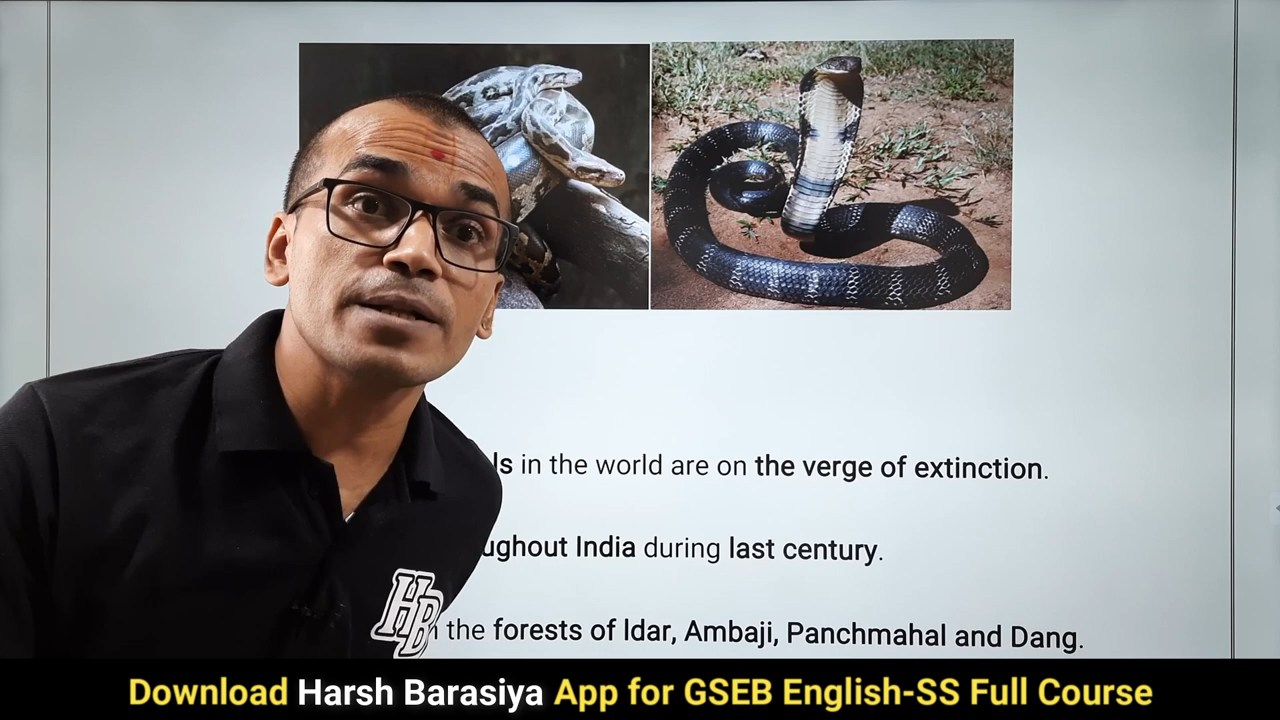 ls in the world are on the verge of extinction.
ughout India during last century.
the forests of Idar, Ambaji, Panchmahal and Dang.
HB
Download Harsh Barasiya App for GSEB English-SS Full Course